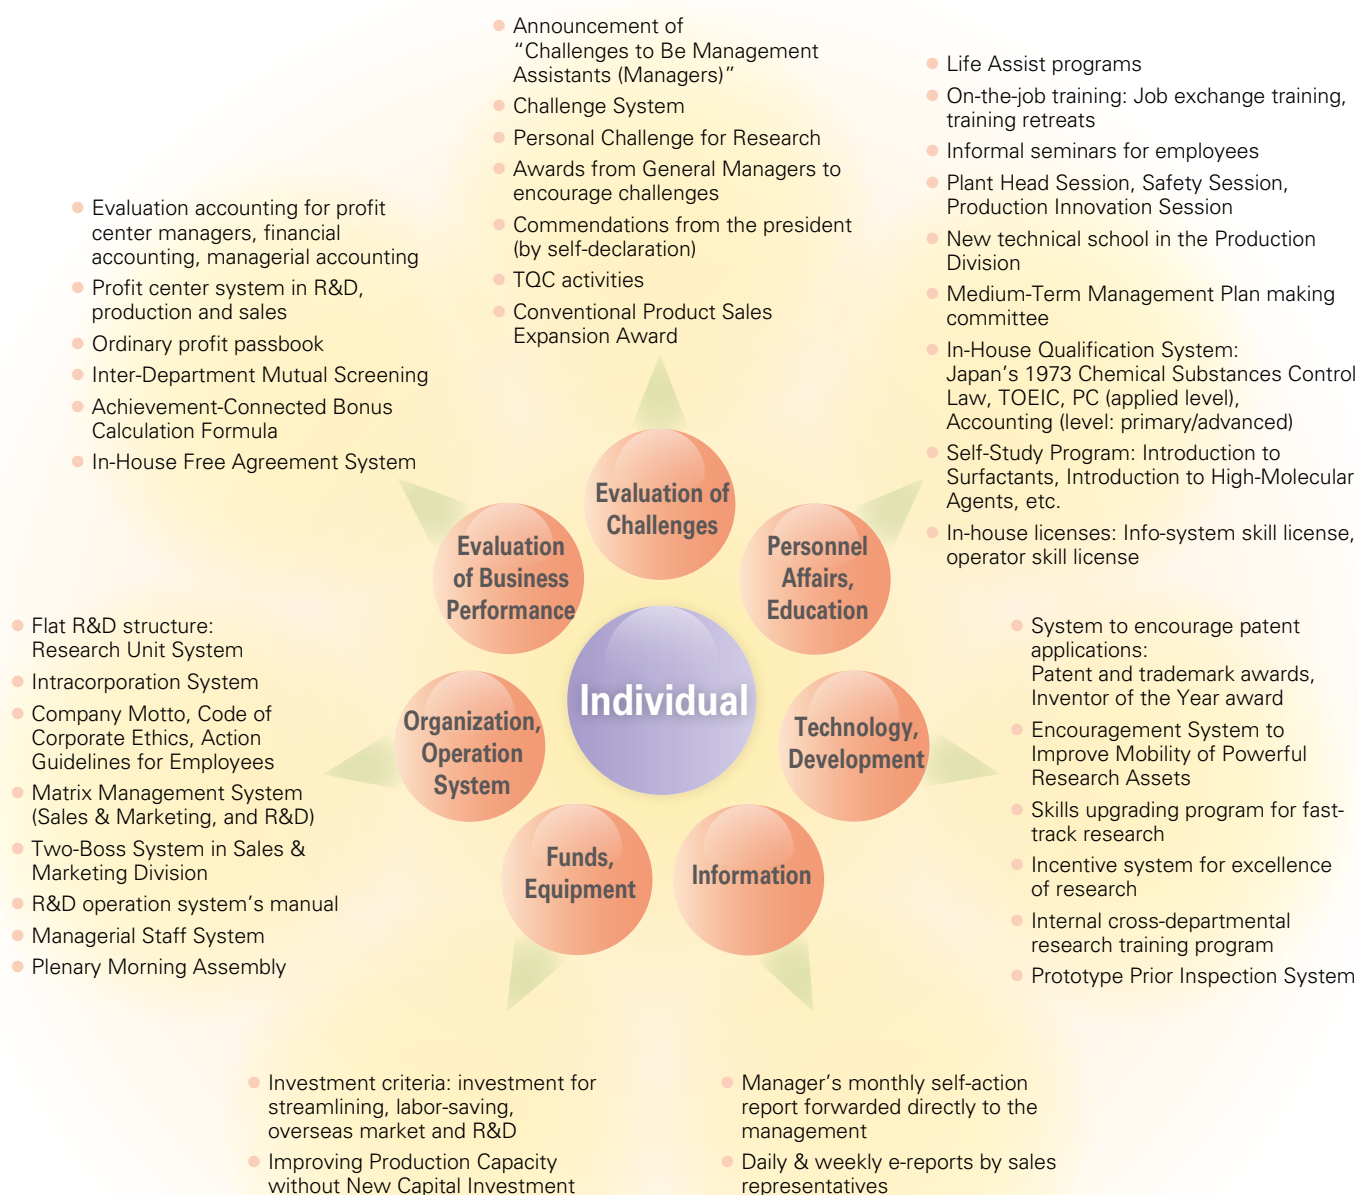 Announcement of
“Challenges to Be Management
Assistants (Managers)”
Challenge System
Personal Challenge for Research
Awards from General Managers to
encourage challenges
Commendations from the president
(by self-declaration)
TQC activities
Conventional Product Sales
Expansion Award
Life Assist programs
On-the-job training: Job exchange training,
training retreats
Informal seminars for employees
Plant Head Session, Safety Session,
Production Innovation Session
New technical school in the Production
Division
Medium-Term Management Plan making
committee
In-House Qualification System:
Japan’s 1973 Chemical Substances Control
Law, TOEIC, PC (applied level),
Accounting (level: primary/advanced)
Self-Study Program: Introduction to
Surfactants, Introduction to High-Molecular
Agents, etc.
In-house licenses: Info-system skill license,
operator skill license
Evaluation accounting for profit
center managers, financial
accounting, managerial accounting
Profit center system in R&D,
production and sales
Ordinary profit passbook
Inter-Department Mutual Screening
Achievement-Connected Bonus
Calculation Formula
In-House Free Agreement System
Evaluation of
Challenges
Evaluation
of Business
Performance
Personnel
Affairs,
Education
Individual
Organization,
Operation
System
Technology,
Development
Funds,
Equipment
Information
Flat R&D structure:
Research Unit System
Intracorporation System
Company Motto, Code of
Corporate Ethics, Action
Guidelines for Employees
Matrix Management System
(Sales & Marketing, and R&D)
Two-Boss System in Sales &
Marketing Division
R&D operation system’s manual
Managerial Staff System
Plenary Morning Assembly
System to encourage patent
applications:
Patent and trademark awards,
Inventor of the Year award
Encouragement System to
Improve Mobility of Powerful
Research Assets
Skills upgrading program for fast-
track research
Incentive system for excellence
of research
Internal cross-departmental
research training program
Prototype Prior Inspection System
Investment criteria: investment for
streamlining, labor-saving,
overseas market and R&D
Improving Production Capacity
without New Capital Investment
Manager’s monthly self-action
report forwarded directly to the
management
Daily & weekly e-reports by sales
representatives